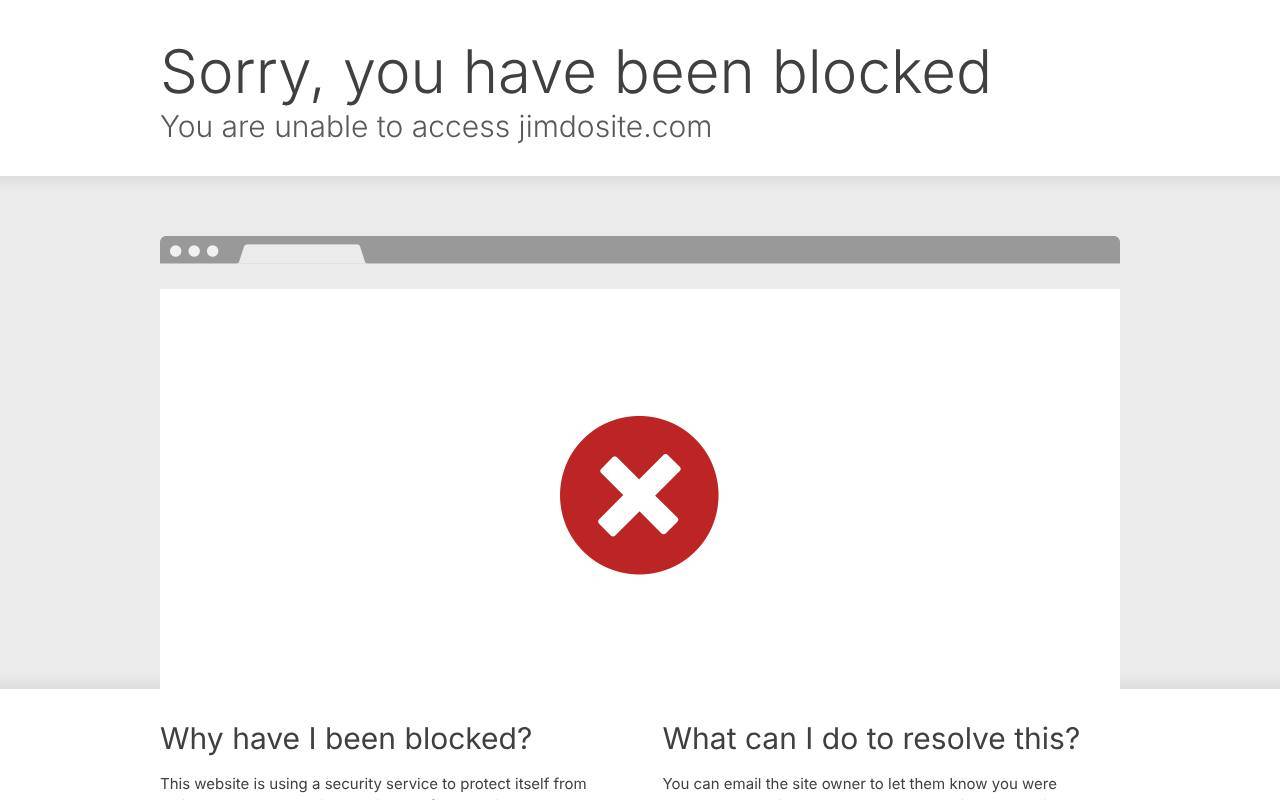 Sorry, you have been blocked
You are unable to access jimdosite.com
Why have I been blocked?
This website is using a security service to protect itself from
What can I do to resolve this?
You can email the site owner to let them know you were